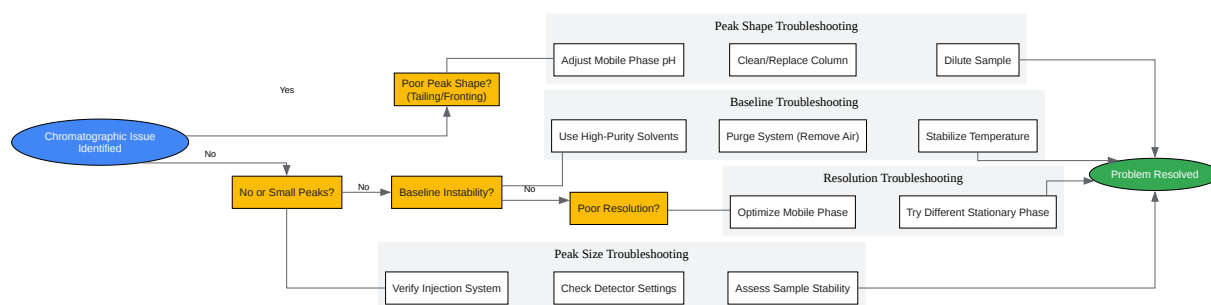 Peak Shape Troubleshooting
Adjust Mobile Phase pH
Clean/Replace Column
Dilute Sample
Yes
Poor Peak Shape?
(Tailing/Fronting)
Baseline Troubleshooting
Use High-Purity Solvents
Purge System (Remove Air)
Stabilize Temperature
Chromatographic Issue
Identified
No
Resolution Troubleshooting
Problem Resolved
No or Small Peaks?
No
Baseline Instability?
No
Poor Resolution?
Optimize Mobile Phase
Try Different Stationary Phase
Peak Size Troubleshooting
Verify Injection System
Check Detector Settings
Assess Sample Stability